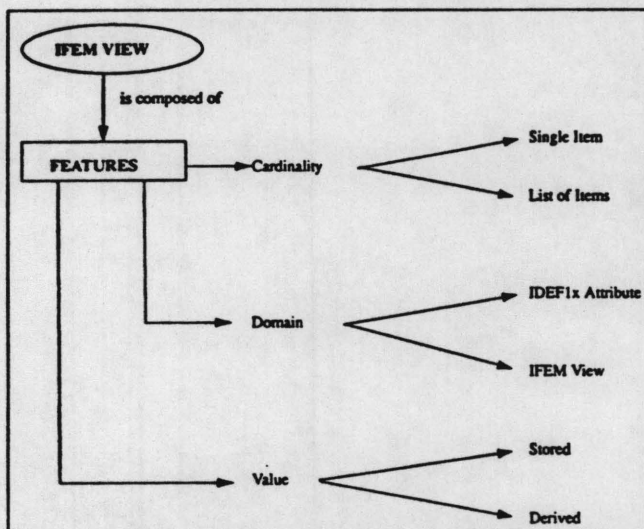 IFEM VIEW
is composed of
FEATURES
Cardinality
Single Item
List of Items
Domain
IDEF1x Attribute
IFEM View
Value
Stored
Derived